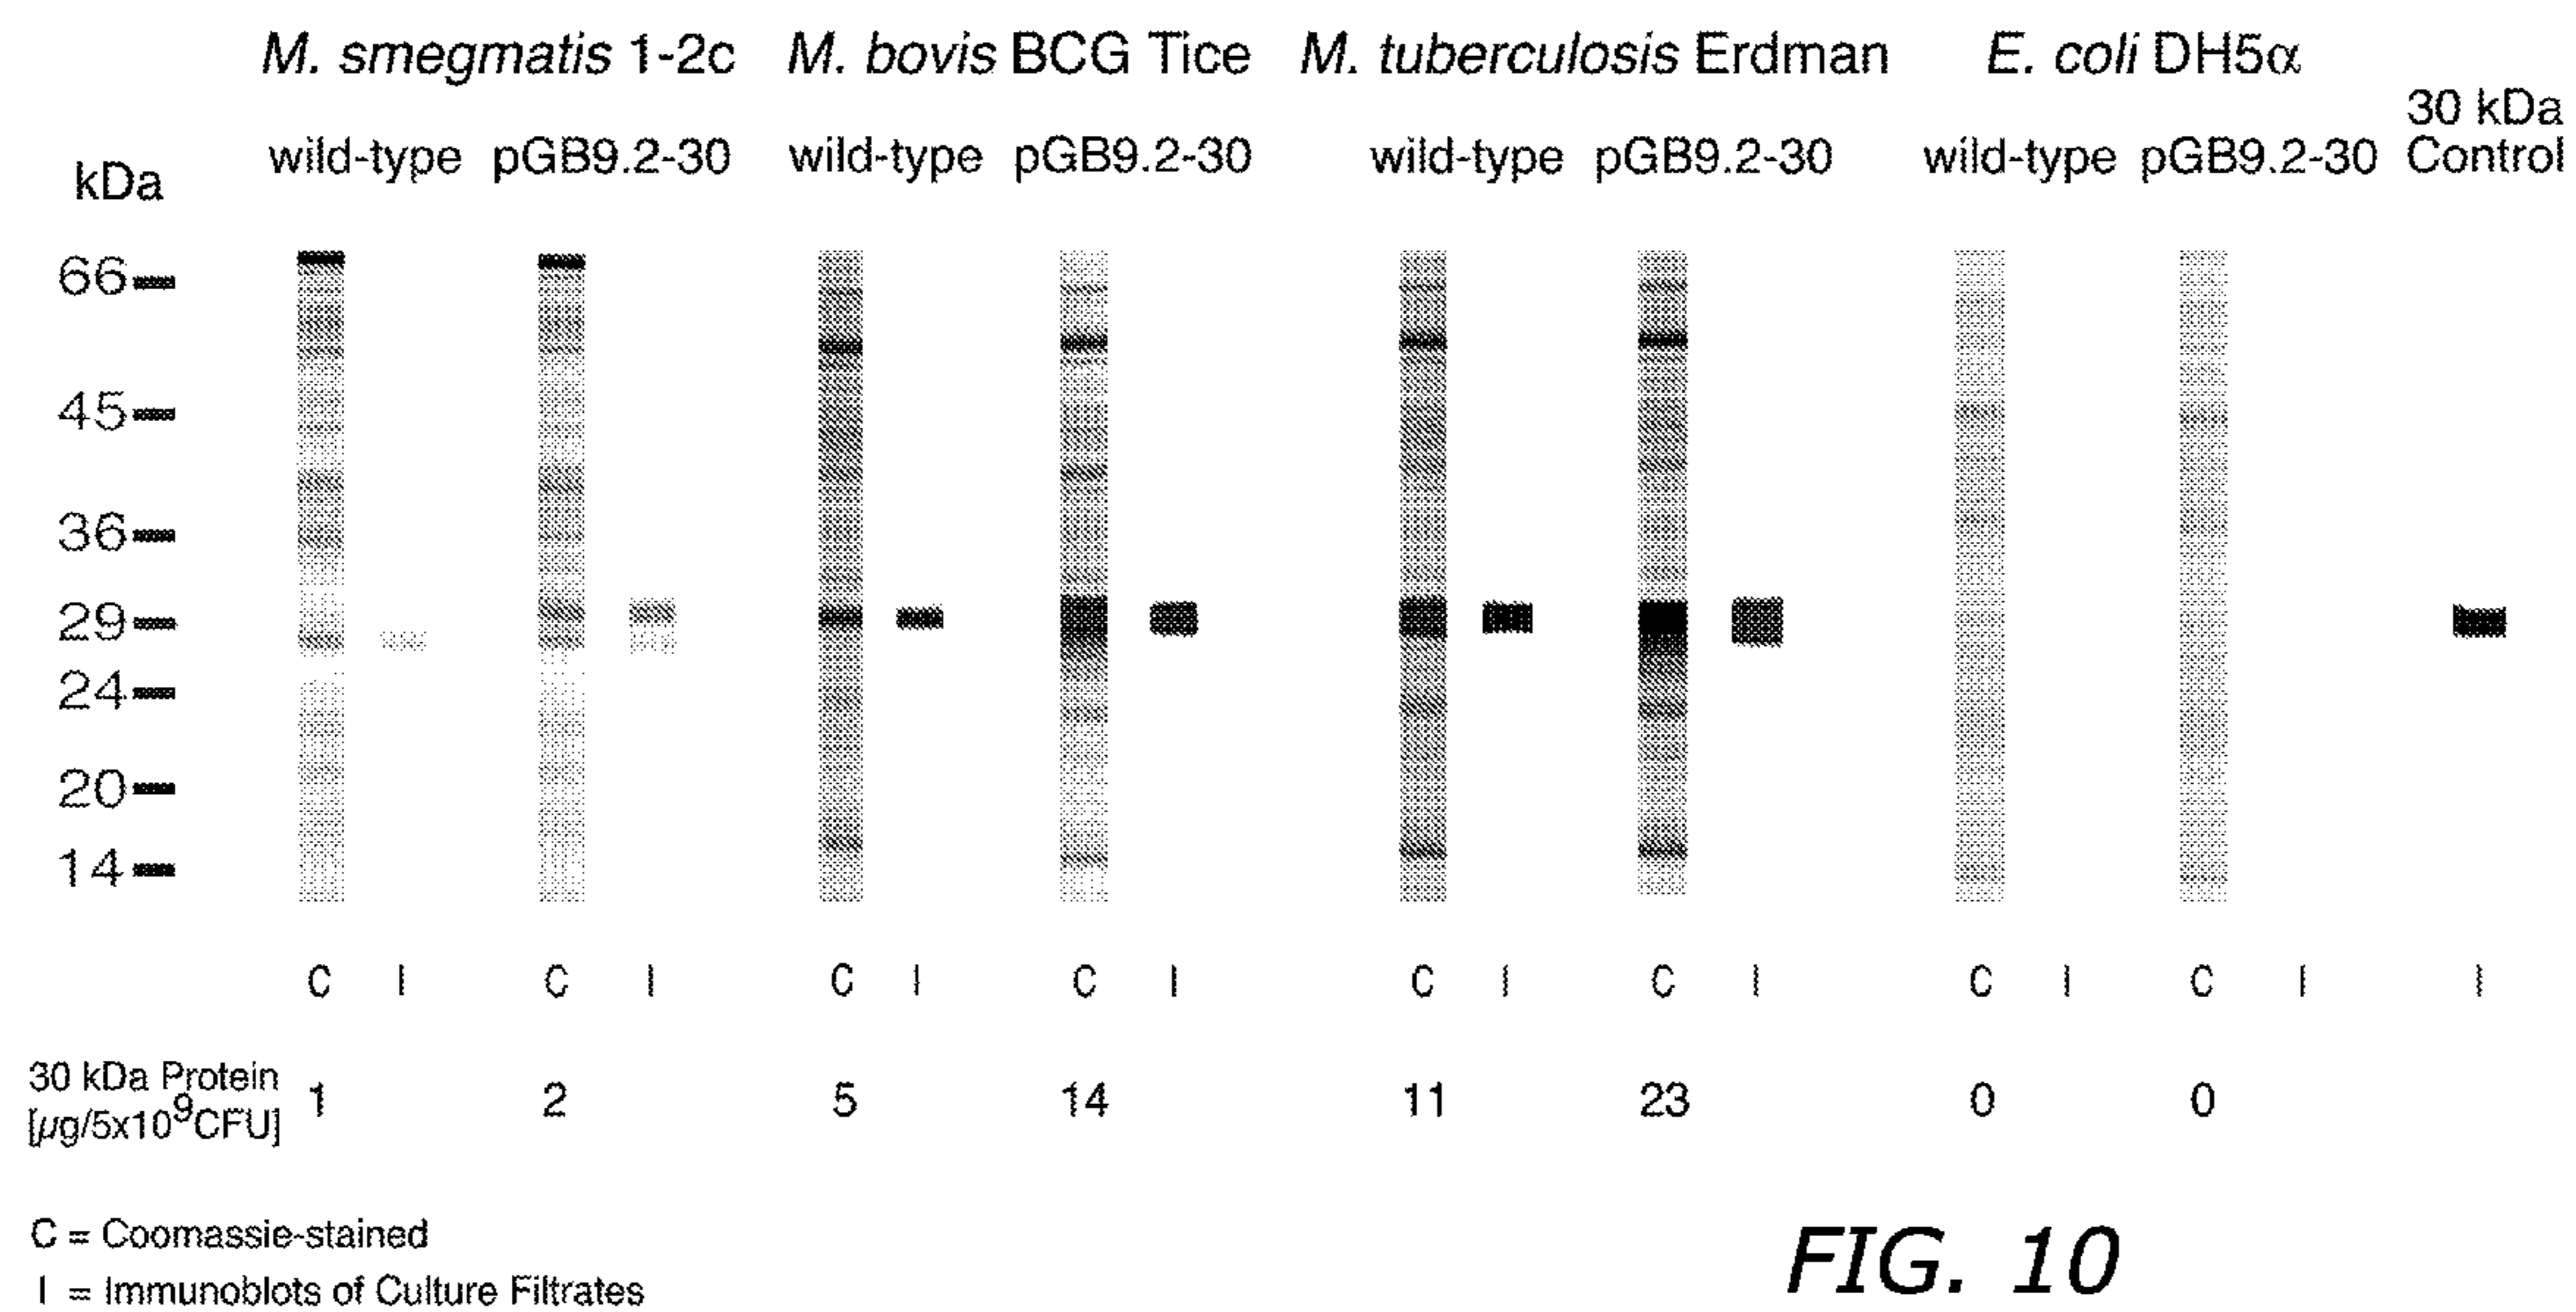 M. smegmatis 1-2c M. bovis BCG Tice M. tuberculosis Erdman E. coli DH5α
30 kDa
wild-type pGB9.2-30 wild-type pGB9.2-30 wild-type pGB9.2-30 wild-type pGB9.2-30 Control
kDa
66
45
36
29
24
20
14
C I C I C I C I C I C I C I C I I
30 kDa Protein
[µg/5x10⁹CFU] 1 2 5 14 11 23 0 0
C = Coomassie-stained
I = Immunoblots of Culture Filtrates
FIG. 10